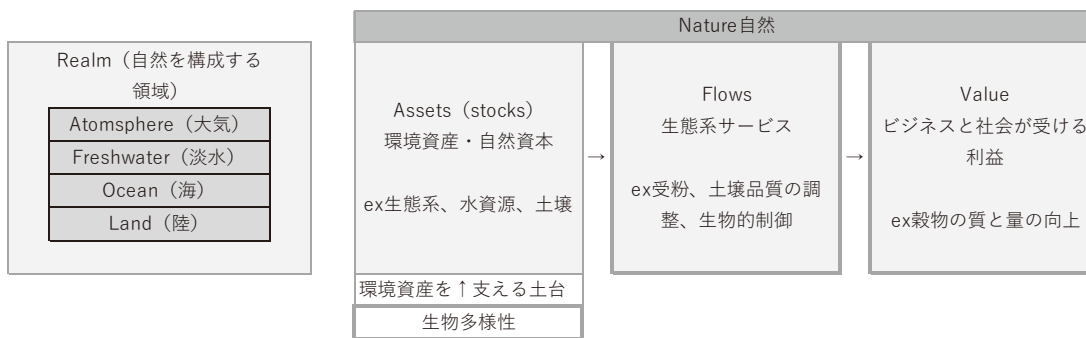 Nature自然
Realm（自然を構成する
領域）
Atomsphere（大気）
Freshwater（淡水）
Ocean（海）
Land（陸）
Assets（stocks）
環境資産・自然資本
ex生態系、水資源、土壌
環境資産を↑支える土台
生物多様性
→
Flows
生態系サービス
ex受粉、土壌品質の調
整、生物的制御
→
Value
ビジネスと社会が受ける
利益
ex穀物の質と量の向上